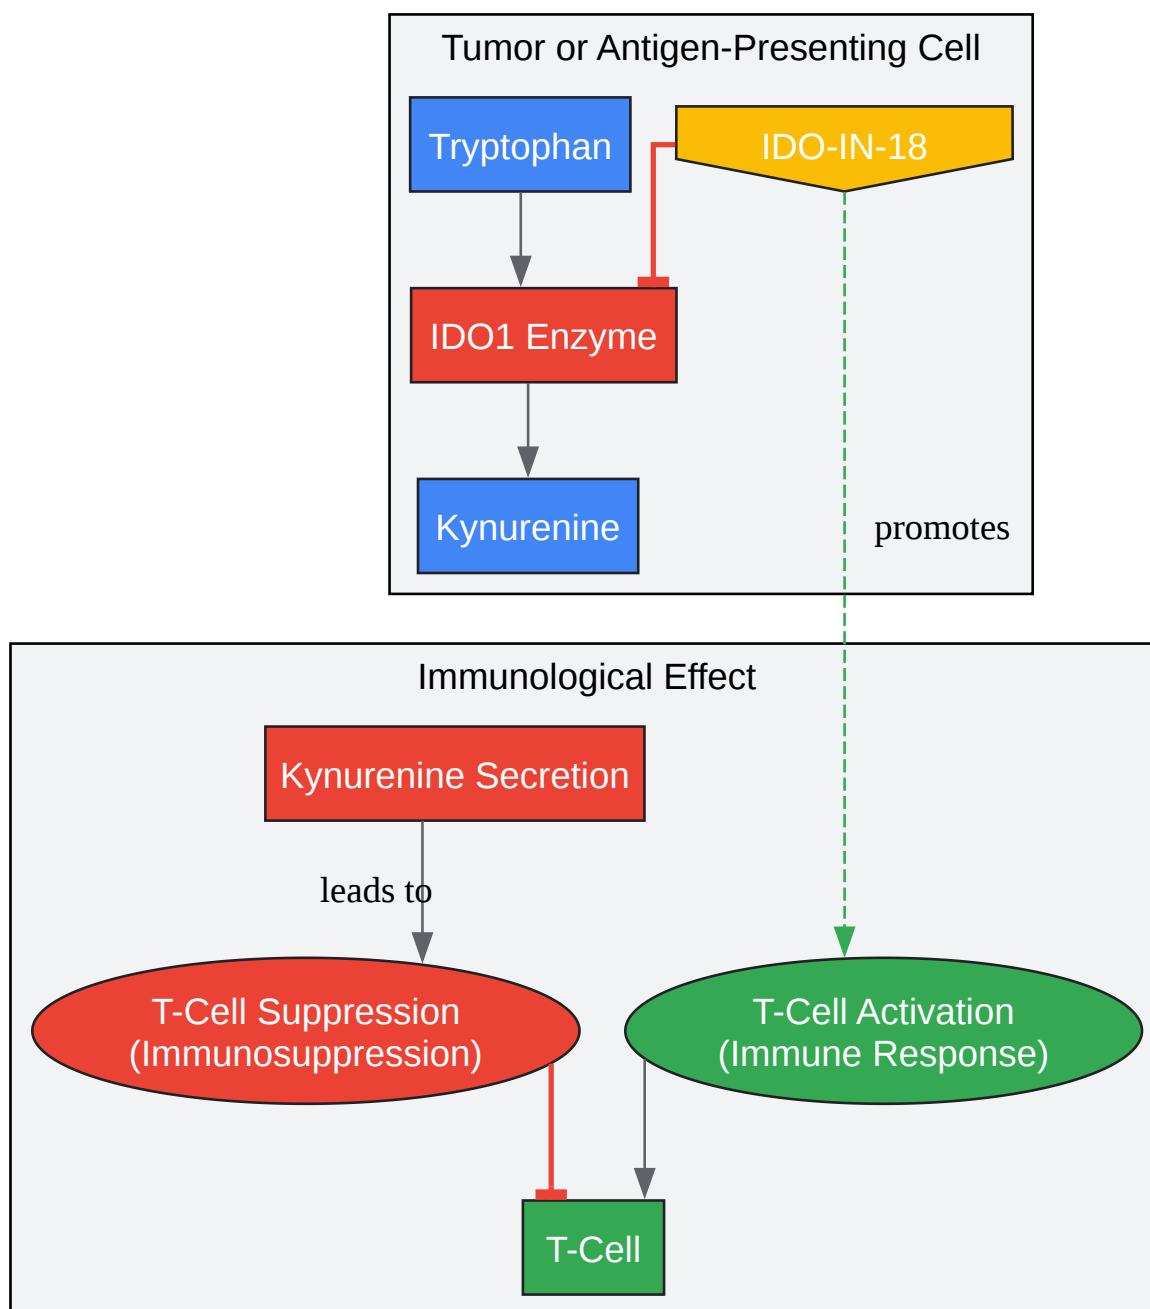 Tumor or Antigen-Presenting Cell
Tryptophan
IDO-IN-18
IDO1 Enzyme
Kynurenine
promotes
Immunological Effect
Kynurenine Secretion
leads to
T-Cell Suppression
(Immunosuppression)
T-Cell Activation
(Immune Response)
T-Cell